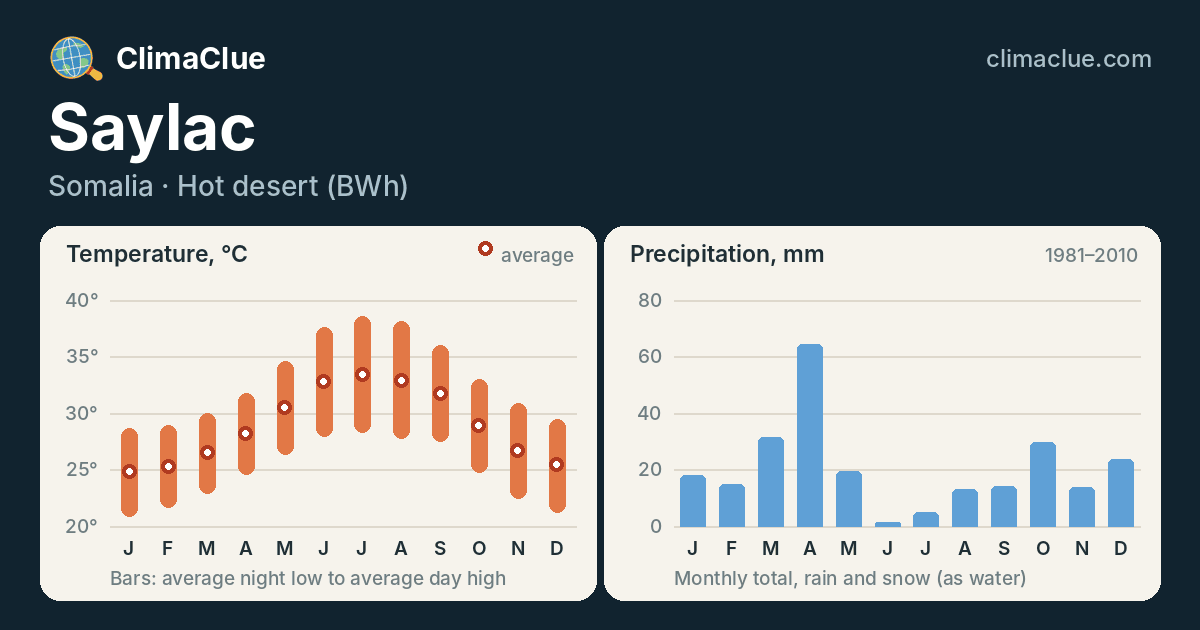 ClimaClue
climaclue.com
Saylac
Somalia · Hot desert (BWh)
Temperature, °C
average
40°
35°
30°
25°
20°
J F M A M J J A S O N D
Bars: average night low to average day high
Precipitation, mm
1981–2010
80
60
40
20
0
J F M A M J J A S O N D
Monthly total, rain and snow (as water)